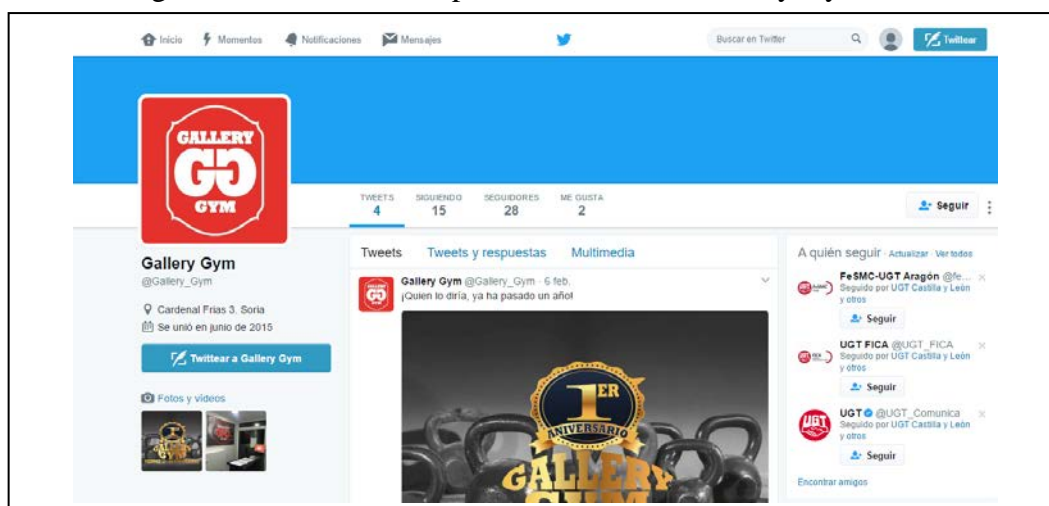 Inicio Momentos Notificaciones Mensajes Buscar en Twitter Twittear
GALLERY
GG
GYM
TWEETS SIGUIENDO SEGUIDORES ME GUSTA
4 15 28 2
Seguir
Gallery Gym
@Gallery_Gym
Cardenal Frias 3. Soria
Se unió en junio de 2015
Twittear a Gallery Gym
Fotos y vídeos
Tweets Tweets y respuestas Multimedia
Gallery Gym @Gallery_Gym · 6 feb.
¡Quien lo diría, ya ha pasado un año!
1ER
ANIVERSARIO
GALLERY
GYM
A quién seguir · Actualizar · Ver todos
FeSMC-UGT Aragón @fe...
Seguido por UGT Castilla y León
y otros
Seguir
UGT FICA @UGT_FICA
Seguido por UGT Castilla y León
y otros
Seguir
UGT @UGT_Comunica
Seguido por UGT Castilla y León
y otros
Seguir
Encontrar amigos